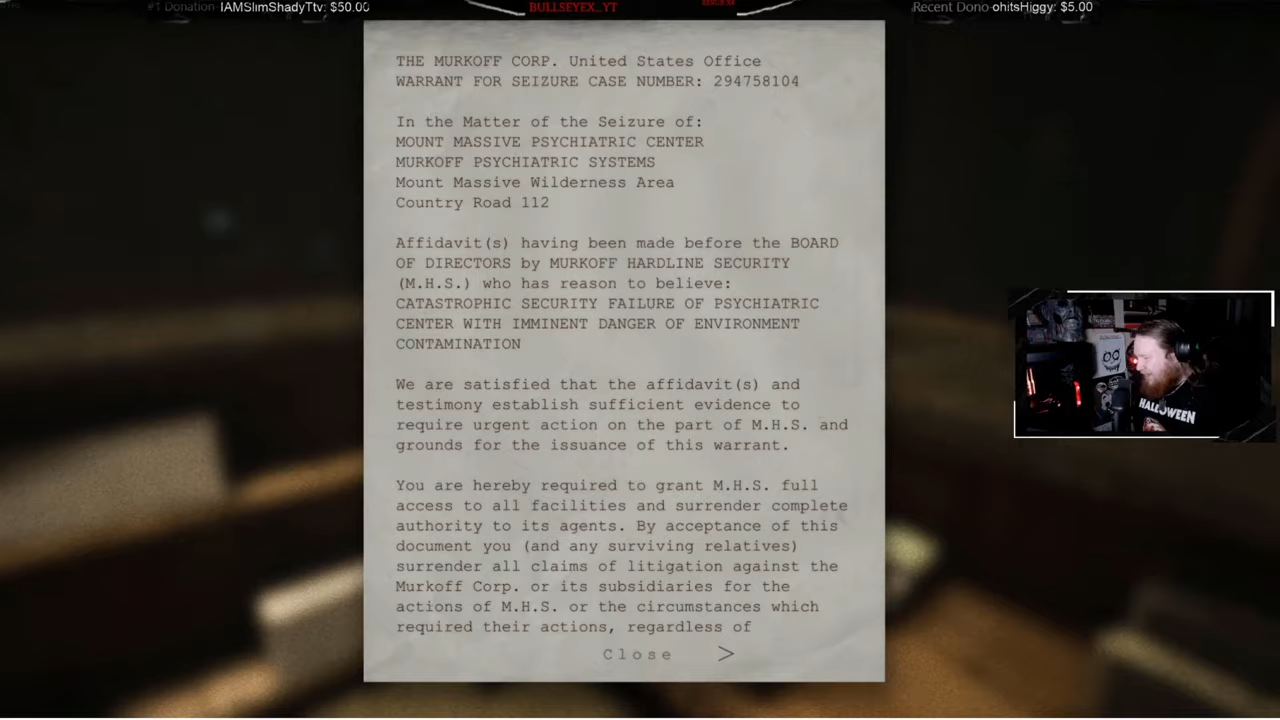 #1 Donation IAMSlimShadyTtv: $50.00
BULLSEYEX_YT
Recent Dono ohitsHiggy: $5.00
THE MURKOFF CORP. United States Office
WARRANT FOR SEIZURE CASE NUMBER: 294758104
In the Matter of the Seizure of:
MOUNT MASSIVE PSYCHIATRIC CENTER
MURKOFF PSYCHIATRIC SYSTEMS
Mount Massive Wilderness Area
Country Road 112
Affidavit(s) having been made before the BOARD
OF DIRECTORS by MURKOFF HARDLINE SECURITY
(M.H.S.) who has reason to believe:
CATASTROPHIC SECURITY FAILURE OF PSYCHIATRIC
CENTER WITH IMMINENT DANGER OF ENVIRONMENT
CONTAMINATION
We are satisfied that the affidavit(s) and
testimony establish sufficient evidence to
require urgent action on the part of M.H.S. and
grounds for the issuance of this warrant.
You are hereby required to grant M.H.S. full
access to all facilities and surrender complete
authority to its agents. By acceptance of this
document you (and any surviving relatives)
surrender all claims of litigation against the
Murkoff Corp. or its subsidiaries for the
actions of M.H.S. or the circumstances which
required their actions, regardless of
Close >
HALLOWEEN